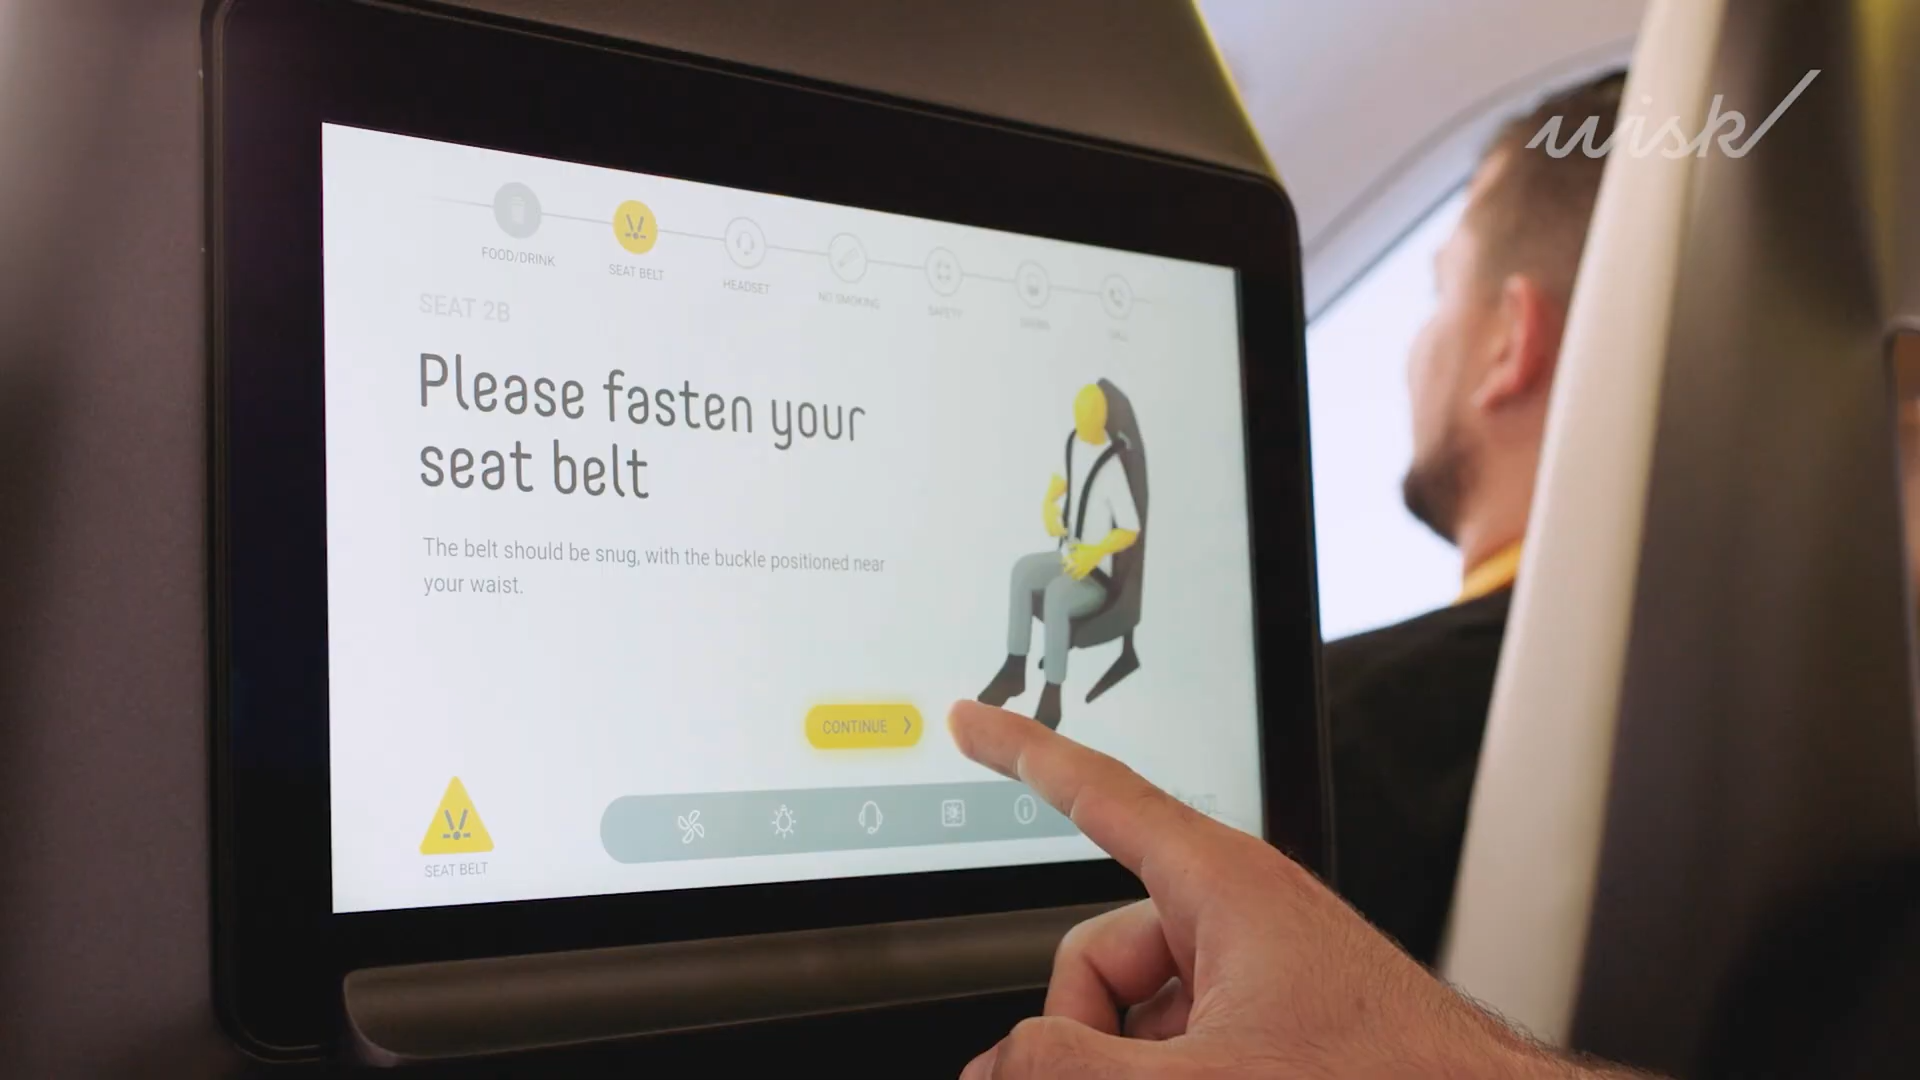 wisk
FOOD/DRINK
SEAT BELT
HEADSET
NO SMOKING
SAFETY
SEAT 2B
Please fasten your
seat belt
The belt should be snug, with the buckle positioned near
your waist.
CONTINUE
SEAT BELT